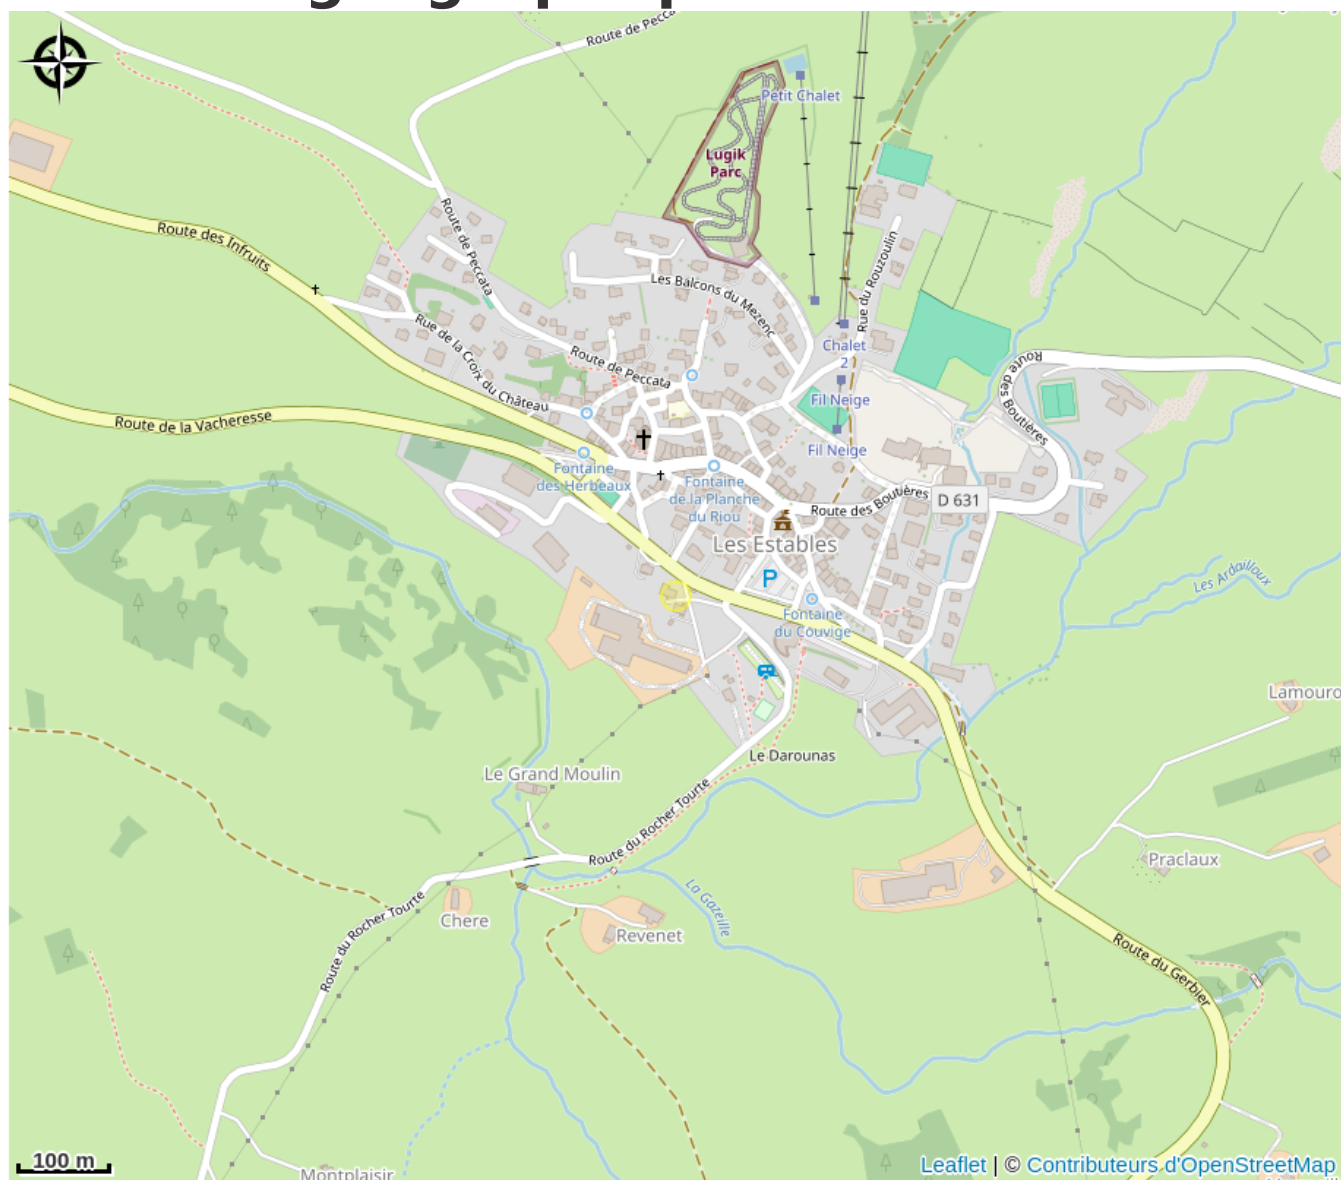 Route de Pecca
Petit Chalet
Lugik
Parc
Route de Peccata
Route des Infruits
Rue du Rouzoulin
Les Balcons du Mezenc
Rue de la Croix du Château
Route de Peccata
Chalet
2
Route des Boutières
Fil Neige
Route de la Vacheresse
Fil Neige
Fontaine
des Herbeaux
Fontaine
de la Planche
du Riou
Route des Boutières
D 631
Les Estables
P
Les Ardailloux
Fontaine
du Couvige
Lamouro
Le Darounas
Le Grand Moulin
Route du Rocher Tourte
Praclaux
La Gazeille
Route du Rocher Tourte
Chere
Revenet
Route du Gerbier
100 m
Montplaisir
Leaflet | © Contributeurs d'OpenStreetMap